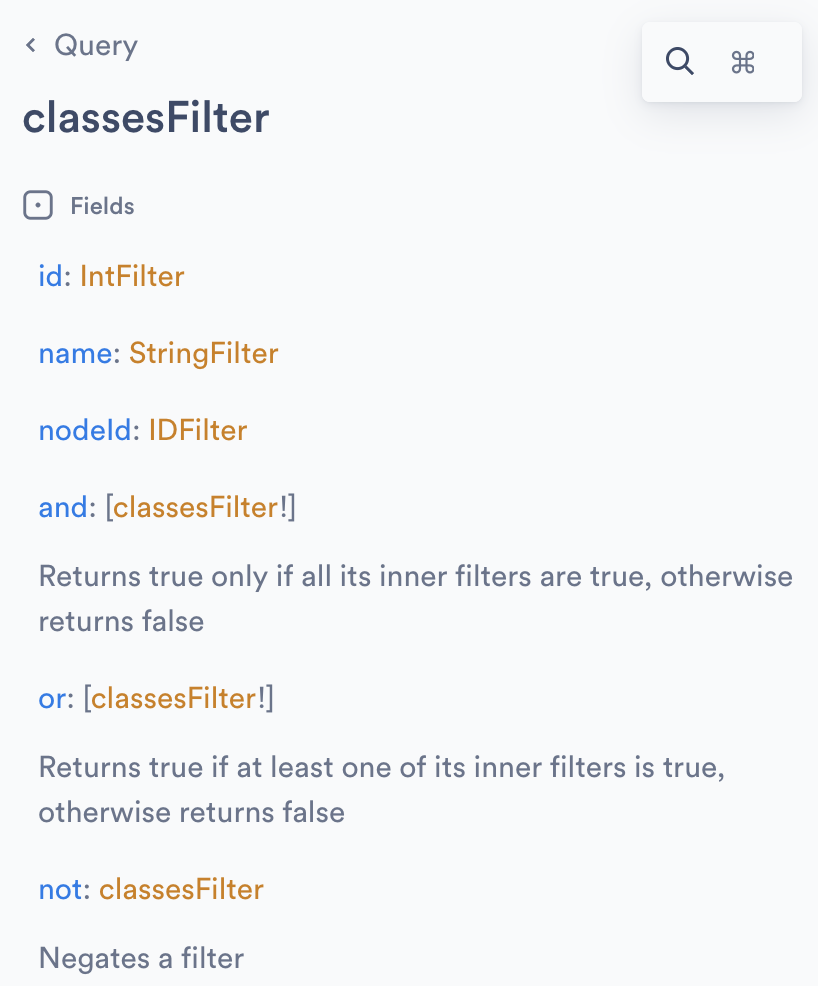 Query
⌘
classesFilter
Fields
id: IntFilter
name: StringFilter
nodeId: IDFilter
and: [classesFilter!]
Returns true only if all its inner filters are true, otherwise
returns false
or: [classesFilter!]
Returns true if at least one of its inner filters is true,
otherwise returns false
not: classesFilter
Negates a filter